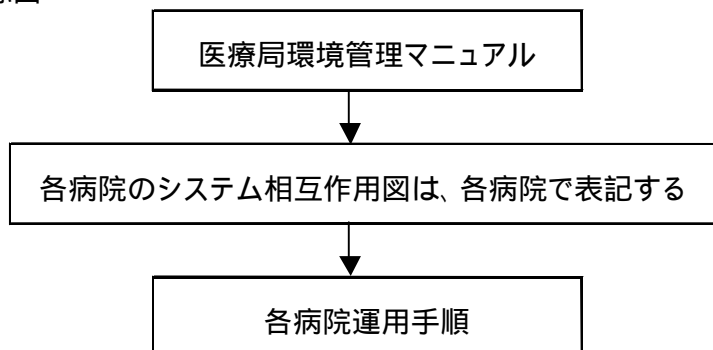 医療局環境管理マニュアル
各病院のシステム相互作用図は、各病院で表記する
各病院運用手順